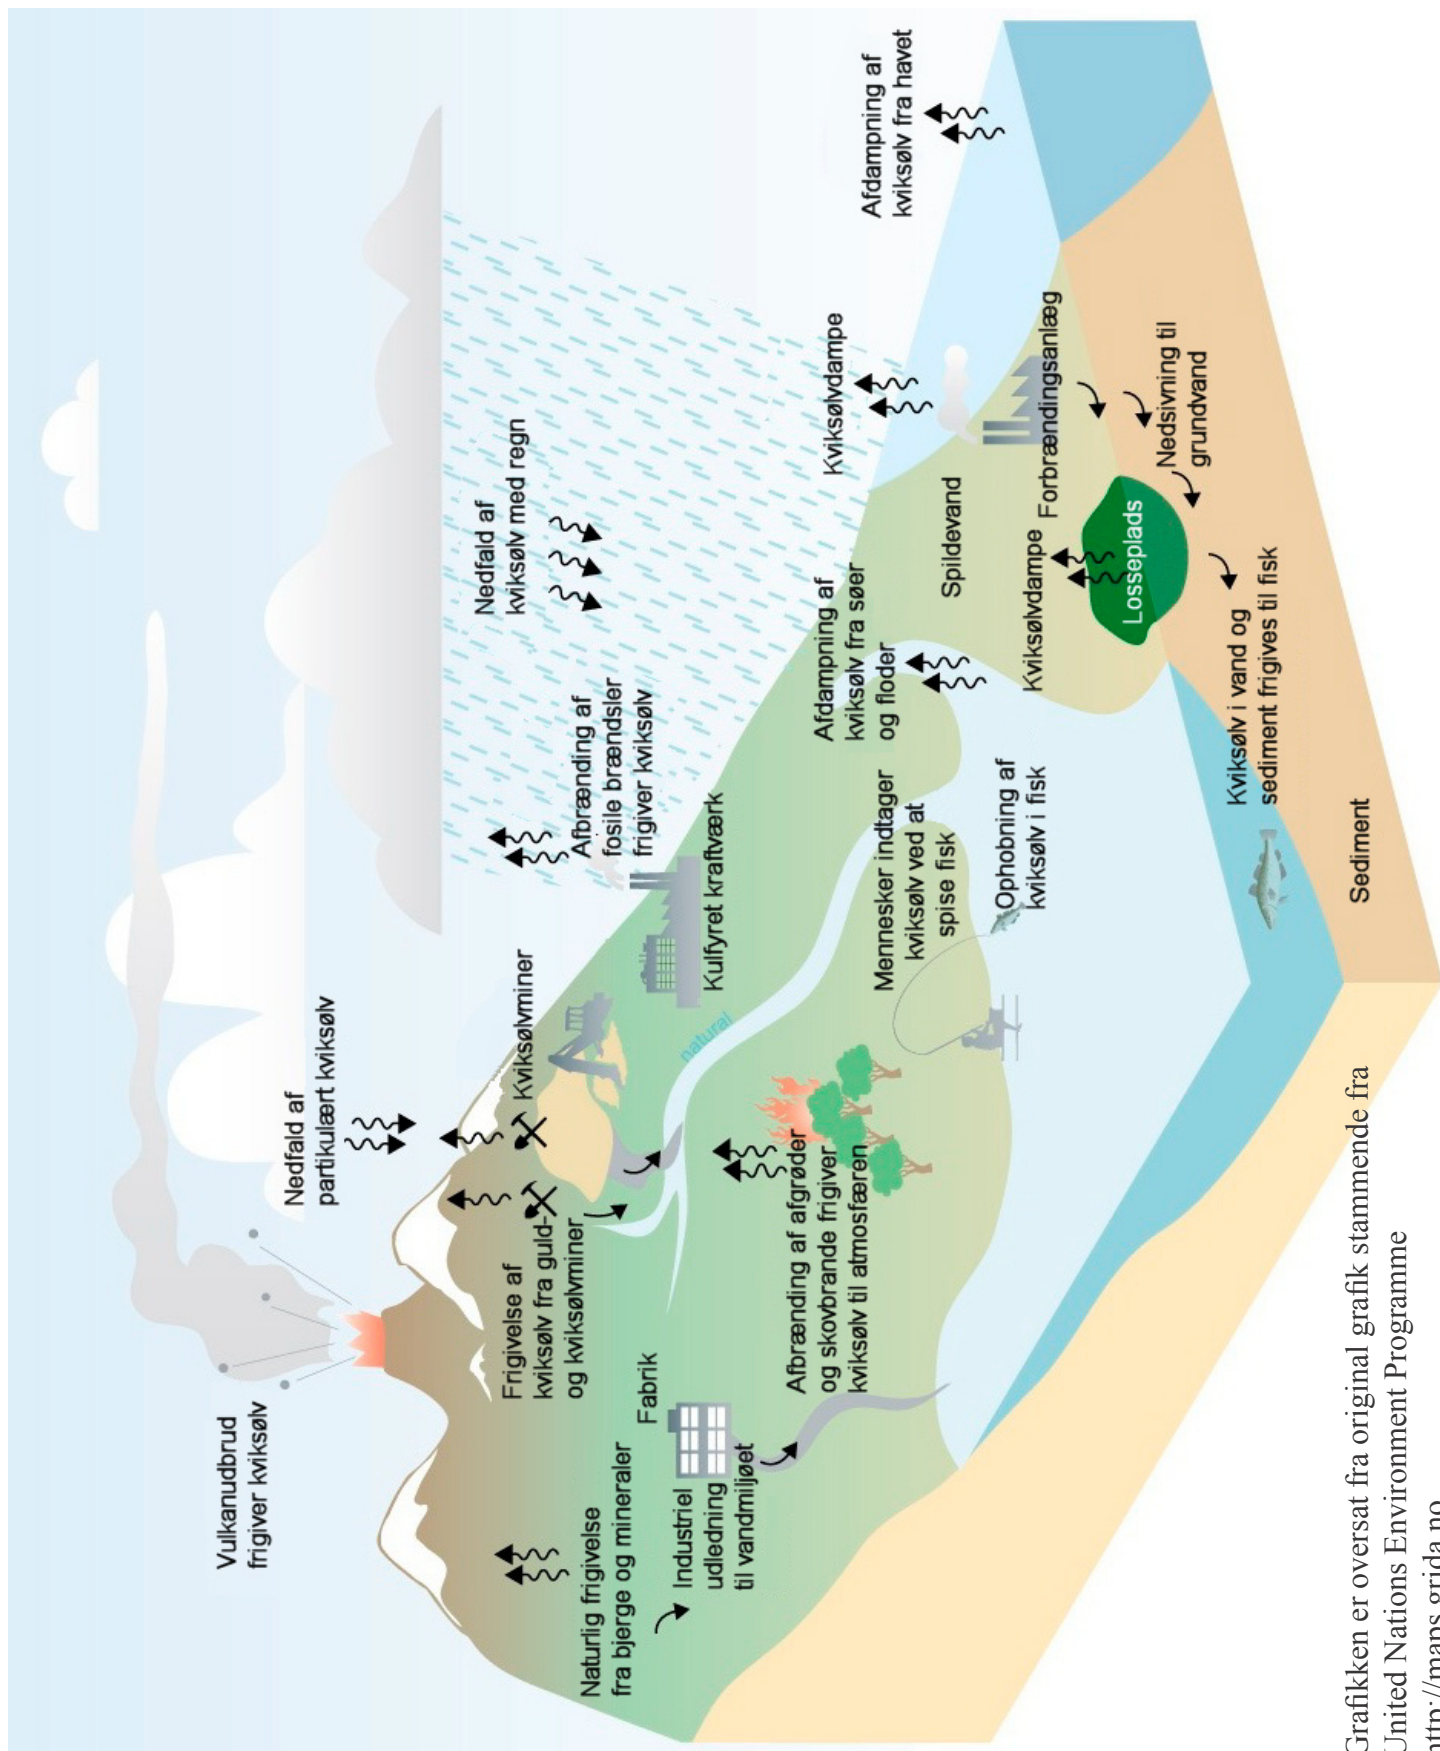 Vulkanudbrud
frigiver kviksølv
Nedfald af
partikulært kviksølv
Nedfald af
kviksølv med regn
Afdampning af
kviksølv fra havet
Naturlig frigivelse
fra bjerge og mineraler
Frigivelse af
kviksølv fra guld-
og kviksølvminer
Kviksølvminer
Afbrænding af
fosile brændsler
frigiver kviksølv
Kulfyret kraftværk
Kviksølvdampe
Fabrik
Industriel
udledning
til vandmiljøet
natural
Afbrænding af afgrøder
og skovbrande frigiver
kviksølv til atmosfæren
Mennesker indtager
kviksølv ved at
spise fisk
Afdampning af
kviksølv fra søer
og floder
Spildevand
Forbrændingsanlæg
Ophobning af
kviksølv i fisk
Kviksølvdampe
Losseplads
Nedsivning til
grundvand
Kviksølv i vand og
sediment frigives til fisk
Sediment
Grafikken er oversat fra original grafik stammende fra
United Nations Environment Programme
http://maps.grida.no